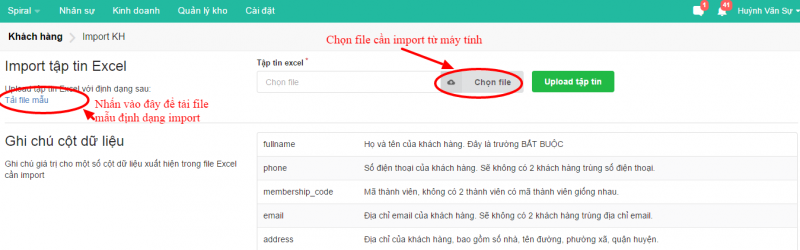 Spiral Nhân sự Kinh doanh Quản lý kho Cài đặt 1 41 Huỳnh Văn Sự
Khách hàng Import KH
Chọn file cần import từ máy tính
Import tập tin Excel
Tập tin excel *
Chọn file Chọn file Upload tập tin
Upload tập tin Excel với định dạng sau:
Tải file mẫu
Nhấn vào đây để tải file
mẫu định dạng import
Ghi chú cột dữ liệu
Ghi chú giá trị cho một số cột dữ liệu xuất hiện trong file Excel
cần import
fullname Họ và tên của khách hàng. Đây là trường BẮT BUỘC
phone Số điện thoại của khách hàng. Sẽ không có 2 khách hàng trùng số điện thoại.
membership_code Mã thành viên, không có 2 thành viên có mã thành viên giống nhau.
email Địa chỉ email của khách hàng. Sẽ không có 2 khách hàng trùng địa chỉ email.
address Địa chỉ của khách hàng, bao gồm số nhà, tên đường, phường xã, quận huyện.